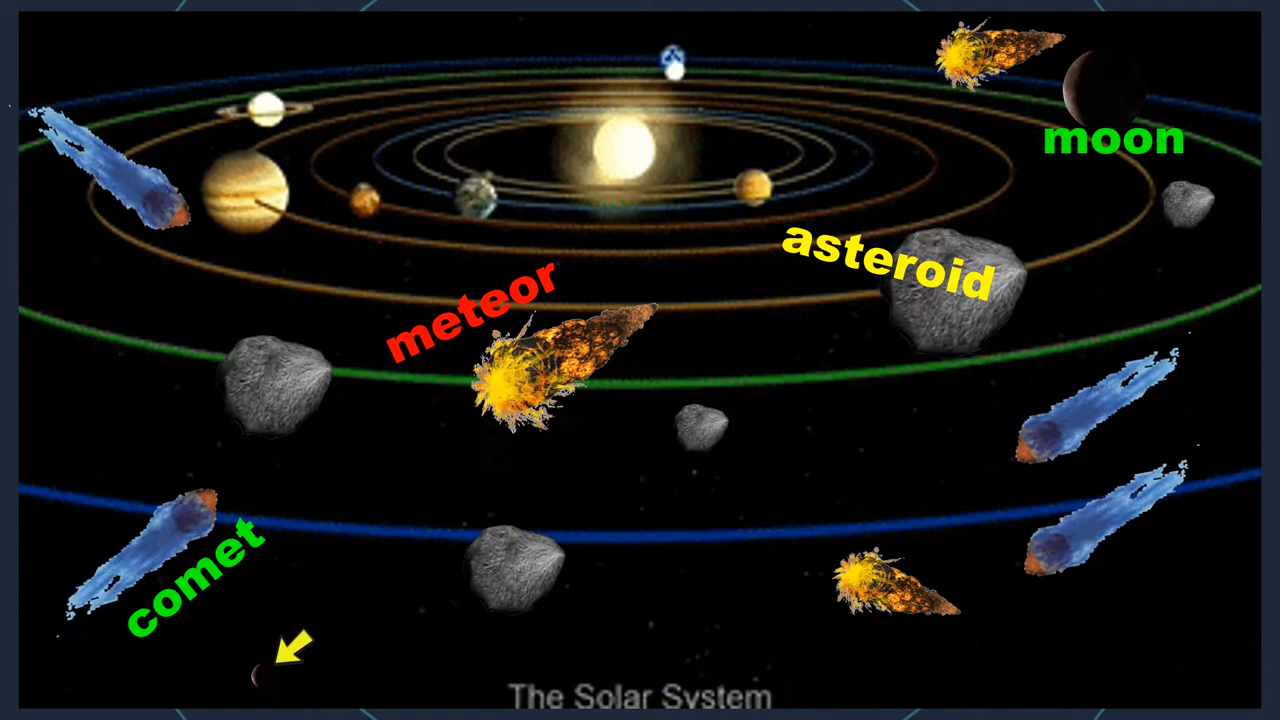 moon
asteroid
meteor
comet
The Solar System